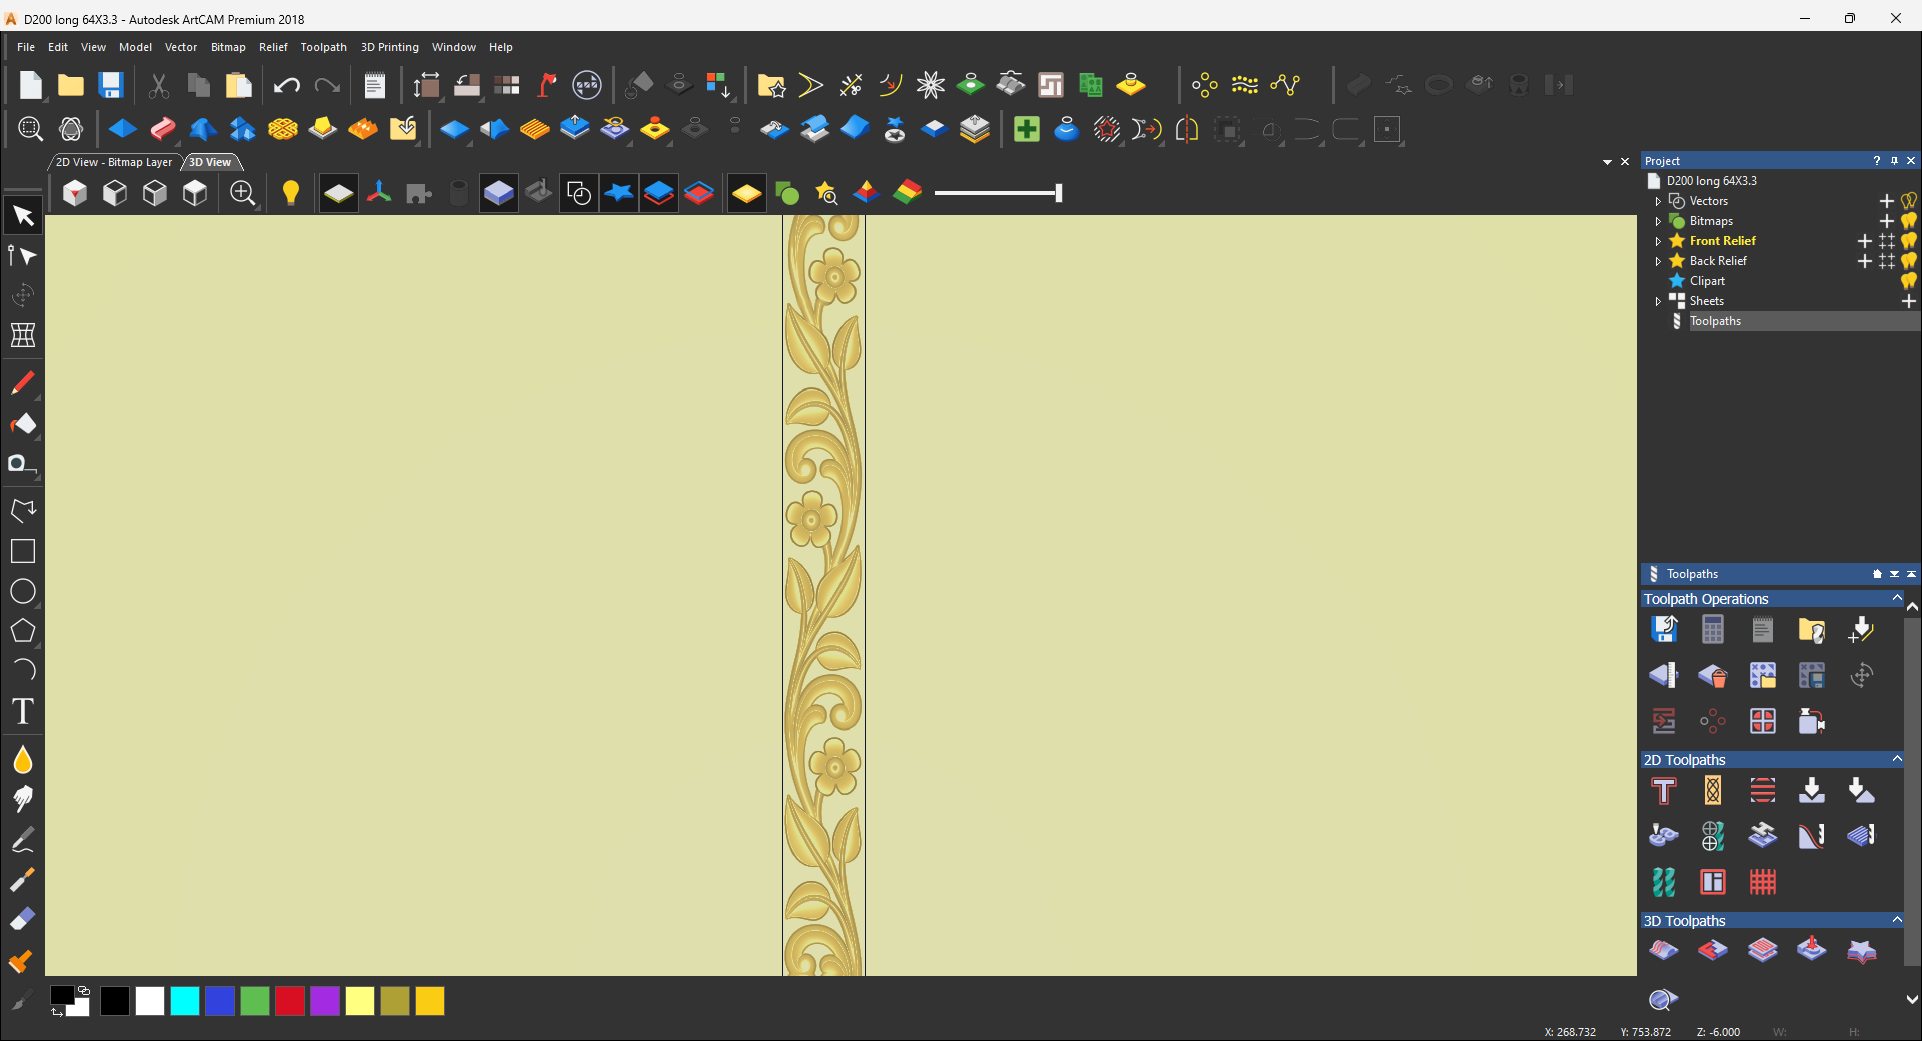 D200 long 64X3.3 - Autodesk ArtCAM Premium 2018
File Edit View Model Vector Bitmap Relief Toolpath 3D Printing Window Help
2D View - Bitmap Layer 3D View
Project
D200 long 64X3.3
Vectors
Bitmaps
Front Relief
Back Relief
Clipart
Sheets
Toolpaths
Toolpaths
Toolpath Operations
2D Toolpaths
3D Toolpaths
X: 268.732 Y: 753.872 Z: -6.000 W: H: